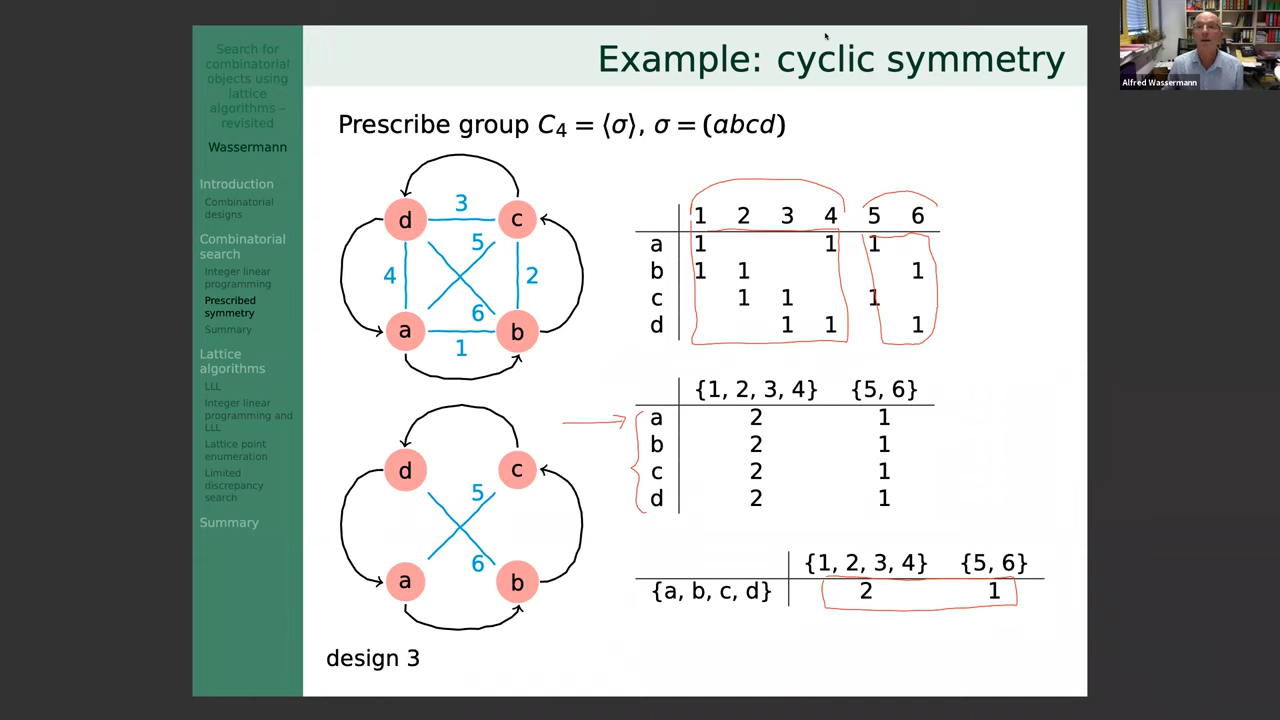 Search for
combinatorial
objects using
lattice
algorithms –
revisited
Wassermann
Introduction
Combinatorial
designs
Combinatorial
search
Integer linear
programming
Prescribed
symmetry
Summary
Lattice
algorithms
LLL
Integer linear
programming and
LLL
Lattice point
enumeration
Limited
discrepancy
search
Summary
Example: cyclic symmetry
Prescribe group C4 = ⟨σ⟩, σ = (abcd)
d 3 c
5
4 2
6
a 1 b
d c
5
6
a b
design 3
1 2 3 4 5 6
a 1 1 1
b 1 1 1
c 1 1 1
d 1 1 1
{1, 2, 3, 4} {5, 6}
a 2 1
b 2 1
c 2 1
d 2 1
{1, 2, 3, 4} {5, 6}
{a, b, c, d} 2 1
Alfred Wassermann